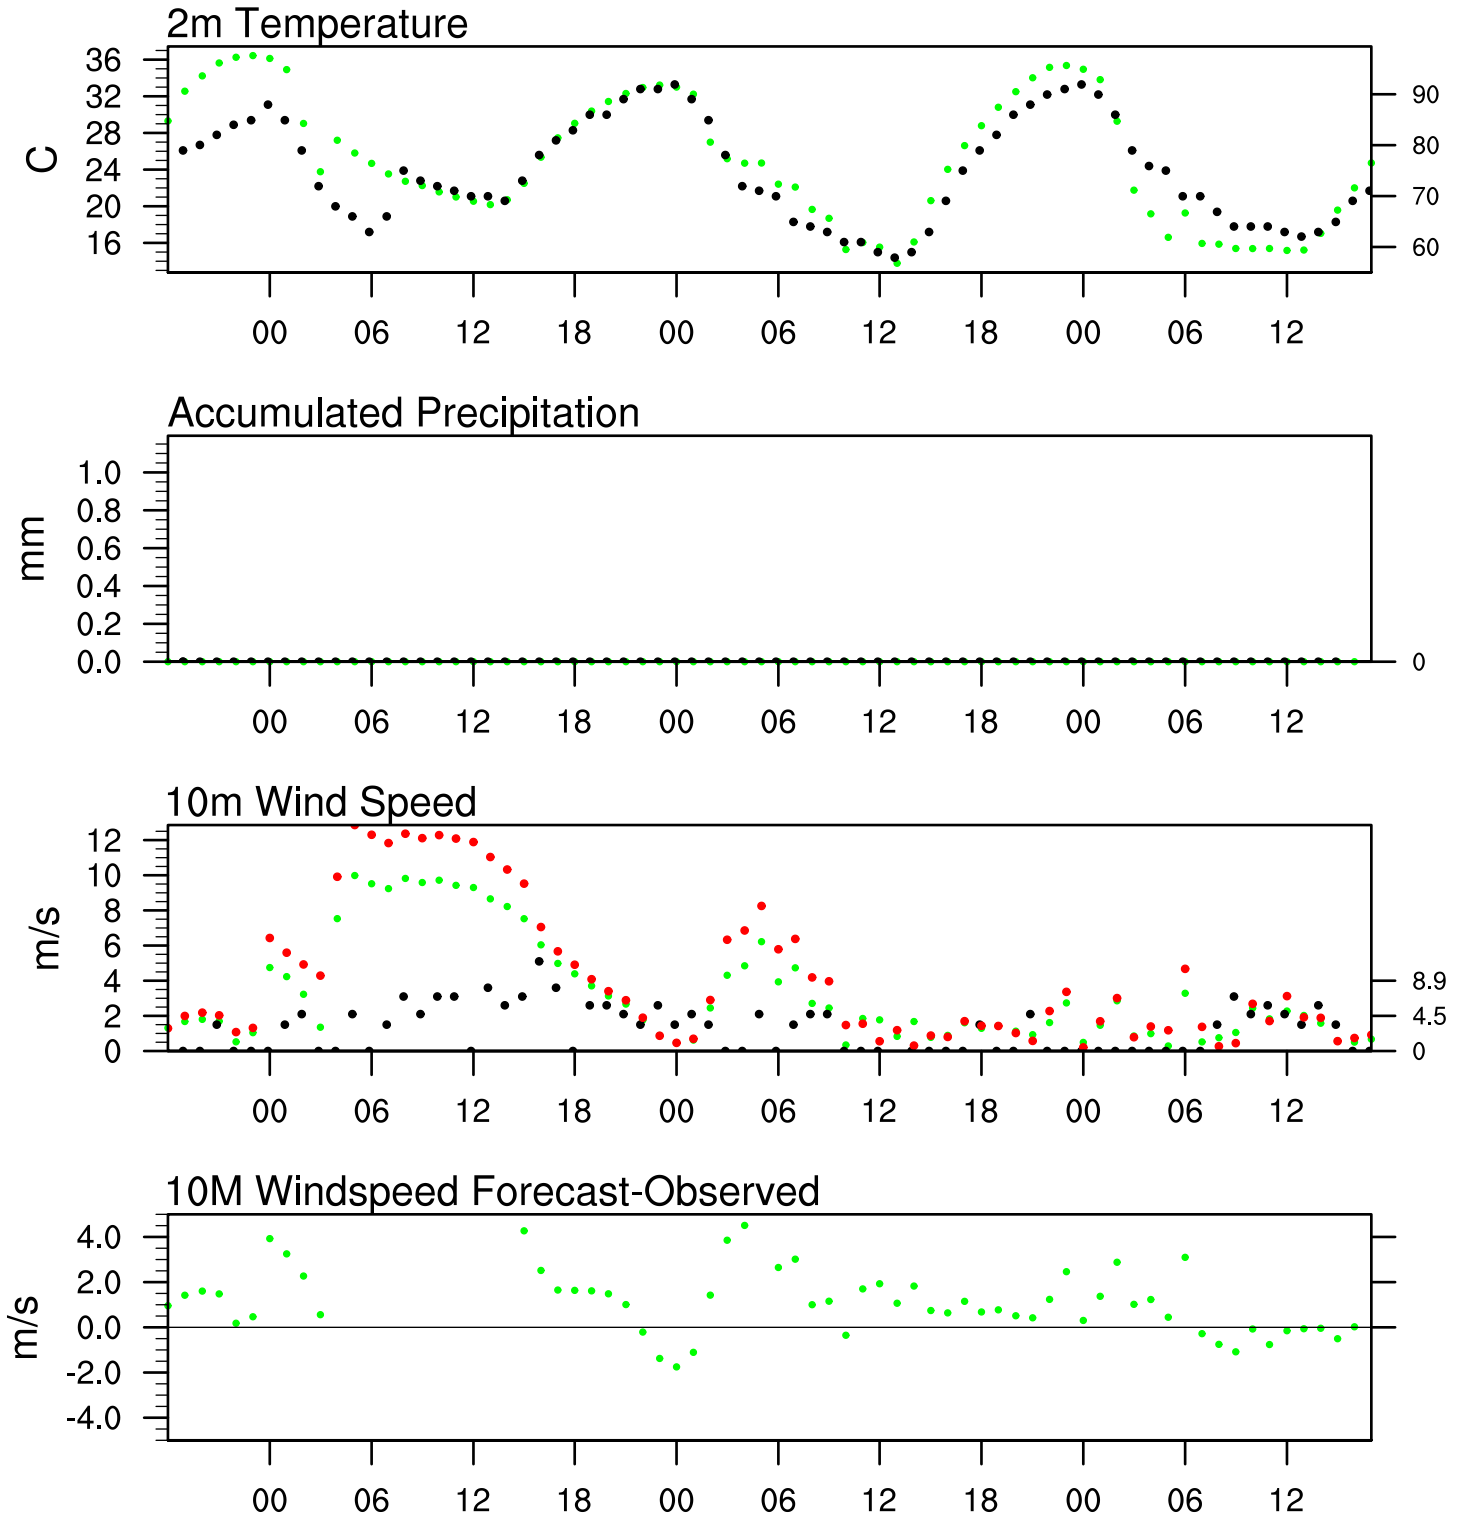 2m Temperature
36
32
28
24
20
16
C
90
80
70
60
00 06 12 18 00 06 12 18 00 06 12
Accumulated Precipitation
1.0
0.8
0.6
0.4
0.2
0.0
mm
0
00 06 12 18 00 06 12 18 00 06 12
10m Wind Speed
12
10
8
6
4
2
0
m/s
8.9
4.5
0
00 06 12 18 00 06 12 18 00 06 12
10M Windspeed Forecast-Observed
4.0
2.0
0.0
-2.0
-4.0
m/s
00 06 12 18 00 06 12 18 00 06 12